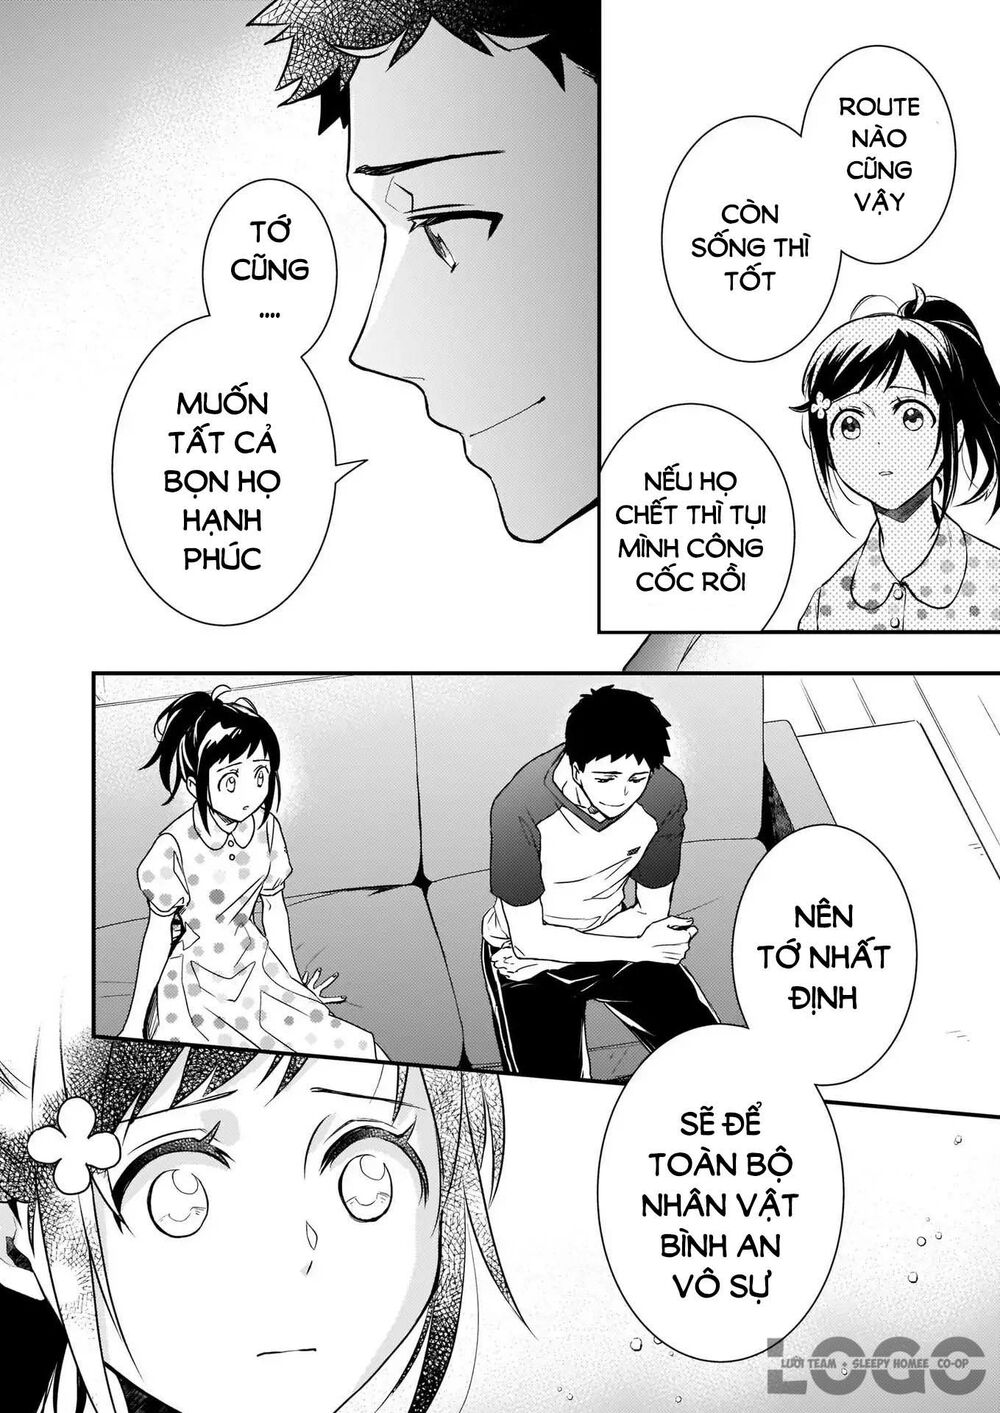 ROUTE
NÀO
CŨNG
VẬY
CÒN
SỐNG THÌ
TỐT
NẾU HỌ
CHẾT THÌ TỤI
MÌNH CÔNG
CỐC RỒI
TỚ
CŨNG
.....
MUỐN
TẤT CẢ
BỌN HỌ
HẠNH
PHÚC
NÊN
TỚ NHẤT
ĐỊNH
SẼ ĐỂ
TOÀN BỘ
NHÂN VẬT
BÌNH AN
VÔ SỰ
LOGO
LƯỜI TEAM + SLEEPY HOMEE CO-OP